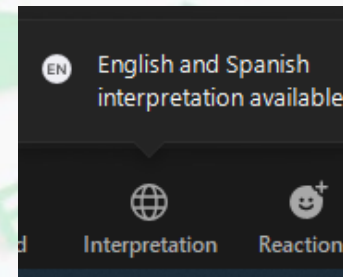 EN
English and Spanish
interpretation available
Interpretation
Reaction